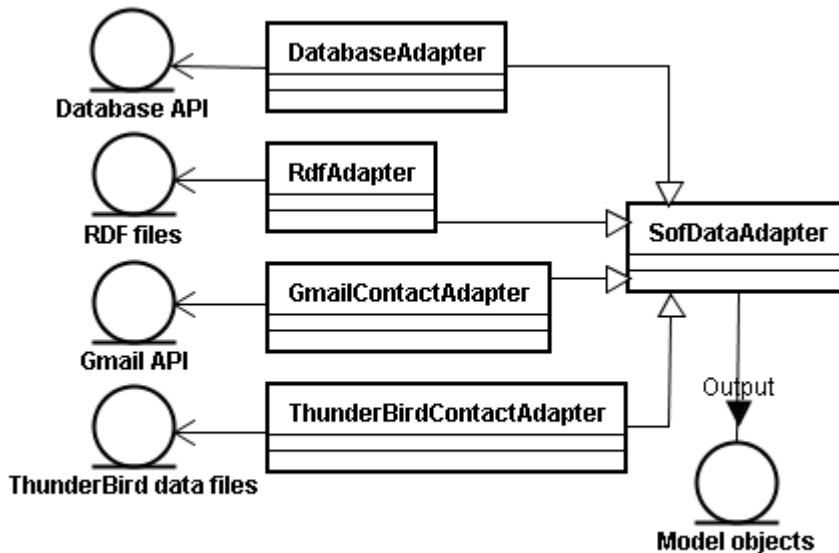 DatabaseAdapter
Database API
RdfAdapter
RDF files
SofDataAdapter
GmailContactAdapter
Gmail API
ThunderBirdContactAdapter
ThunderBird data files
Output
Model objects